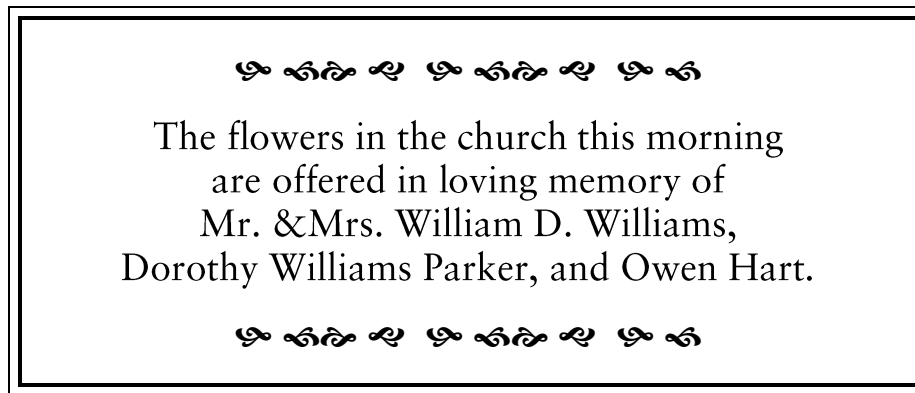 The flowers in the church this morning
are offered in loving memory of
Mr. &Mrs. William D. Williams,
Dorothy Williams Parker, and Owen Hart.